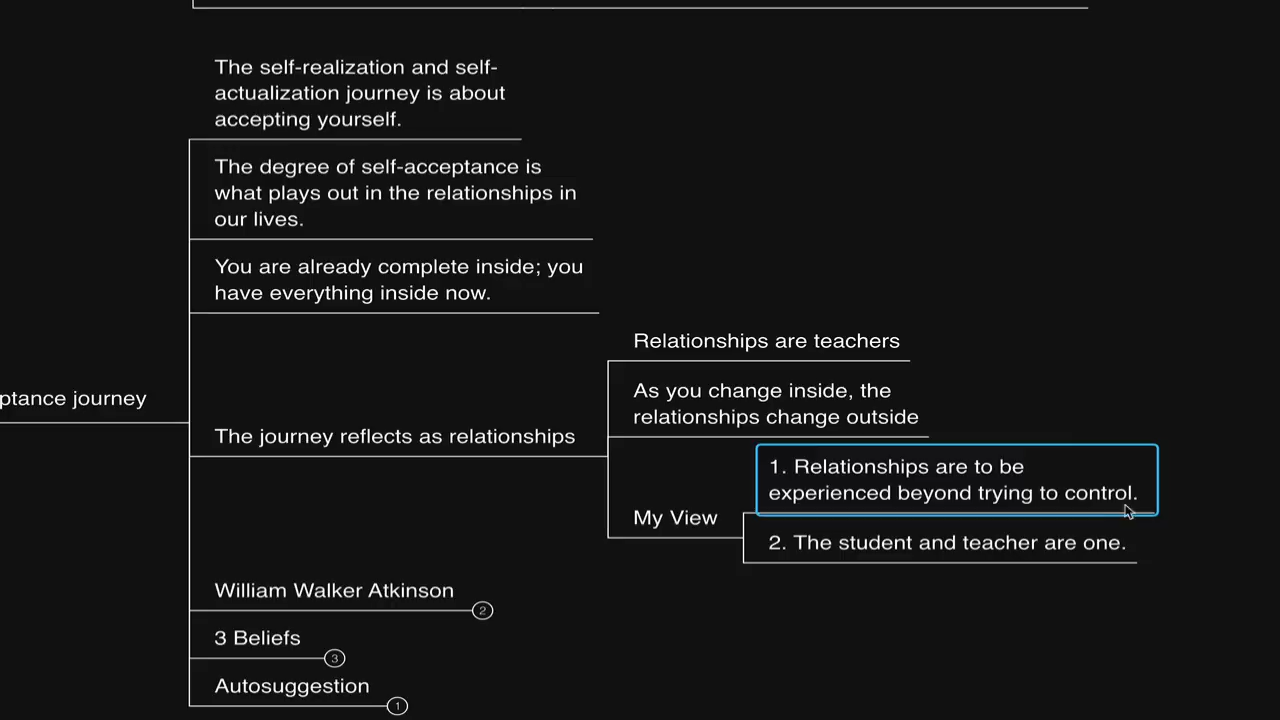 The self-realization and self-
actualization journey is about
accepting yourself.
The degree of self-acceptance is
what plays out in the relationships in
our lives.
You are already complete inside; you
have everything inside now.
Relationships are teachers
As you change inside, the
relationships change outside
journey
The journey reflects as relationships
1. Relationships are to be
experienced beyond trying to control.
My View
2. The student and teacher are one.
William Walker Atkinson
2
3 Beliefs
3
Autosuggestion
1